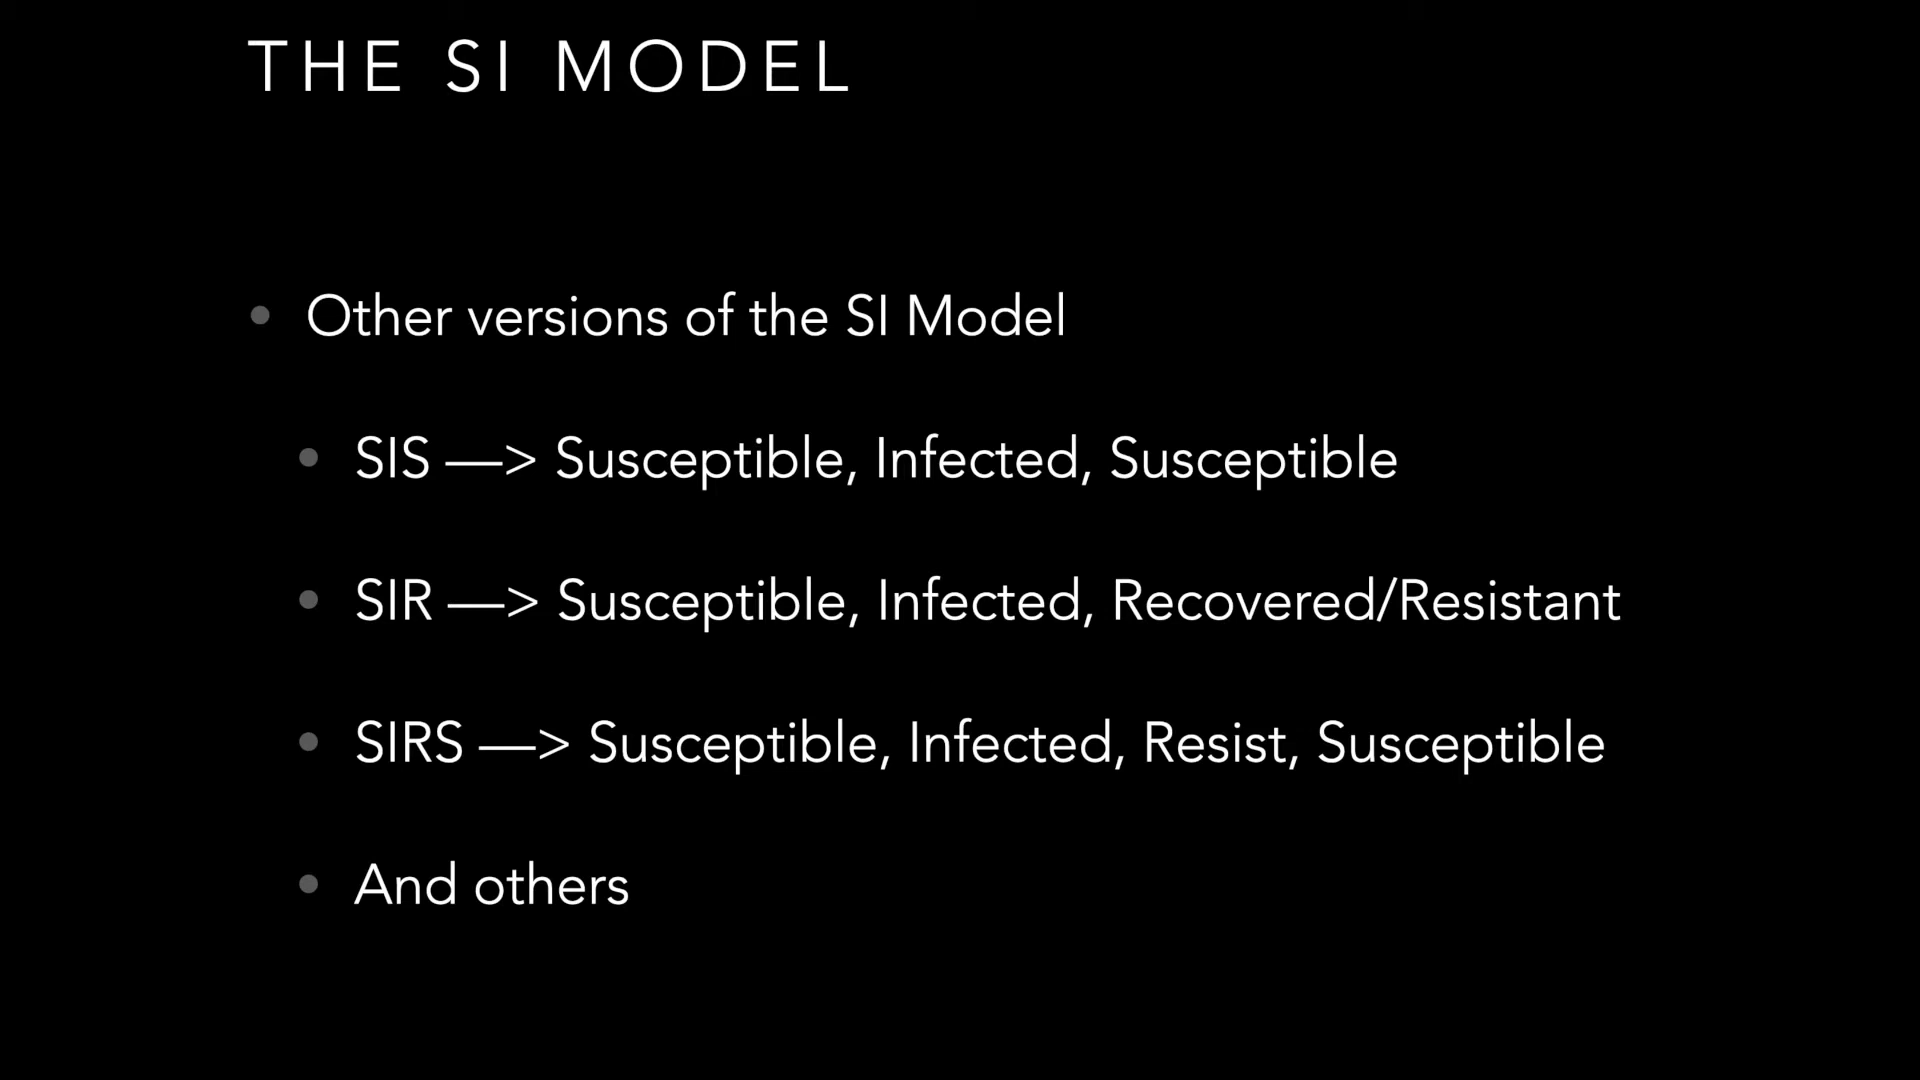 THE SI MODEL
• Other versions of the SI Model
• SIS —> Susceptible, Infected, Susceptible
• SIR —> Susceptible, Infected, Recovered/Resistant
• SIRS —> Susceptible, Infected, Resist, Susceptible
• And others